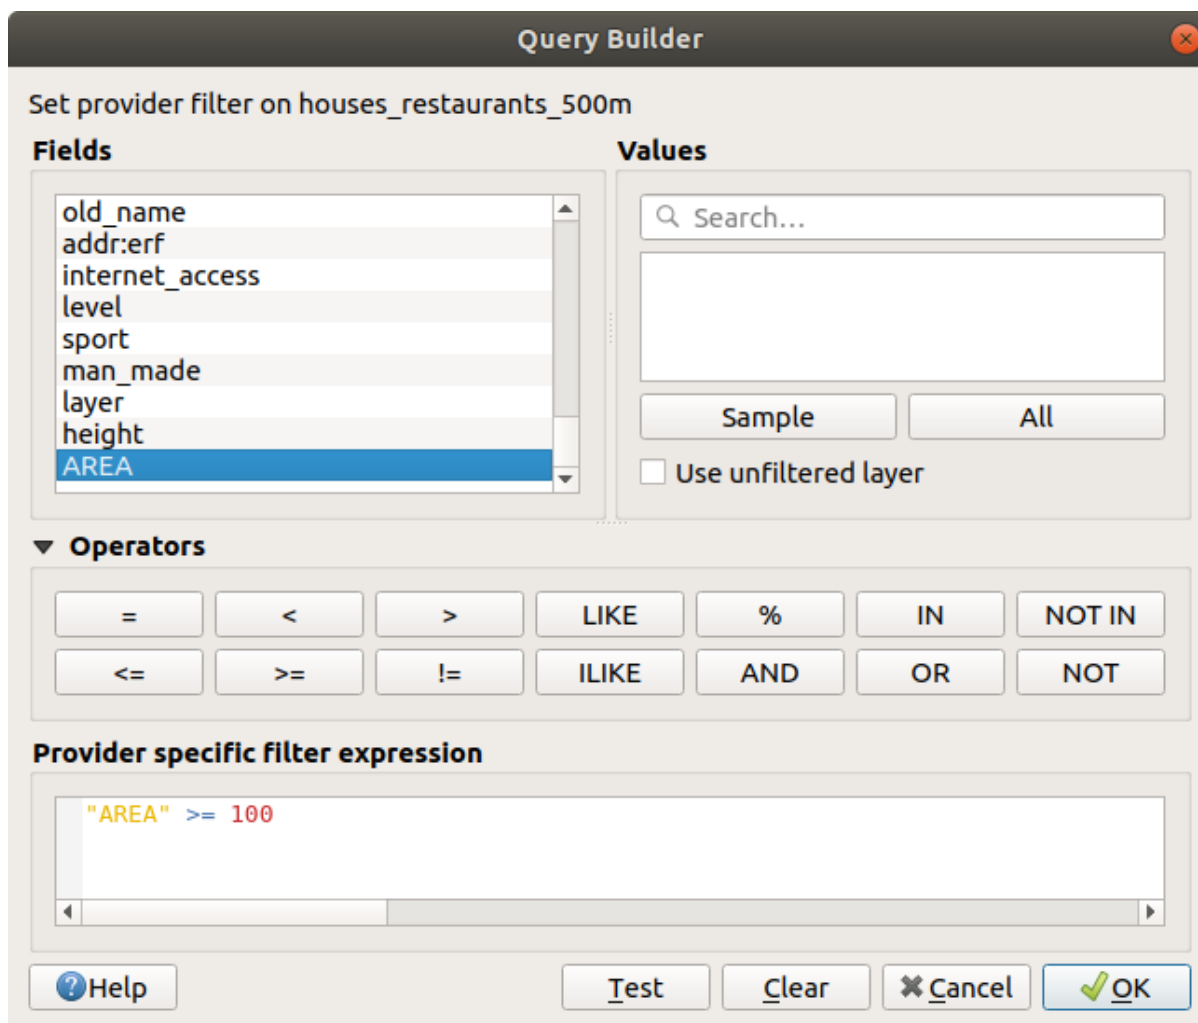 Query Builder
Set provider filter on houses_restaurants_500m
Fields
Values
old_name
addr:erf
internet_access
level
sport
man_made
layer
height
AREA
Search...
Sample
All
Use unfiltered layer
Operators
= < > LIKE % IN NOT IN
<= >= != ILIKE AND OR NOT
Provider specific filter expression
"AREA" >= 100
Help Test Clear Cancel OK